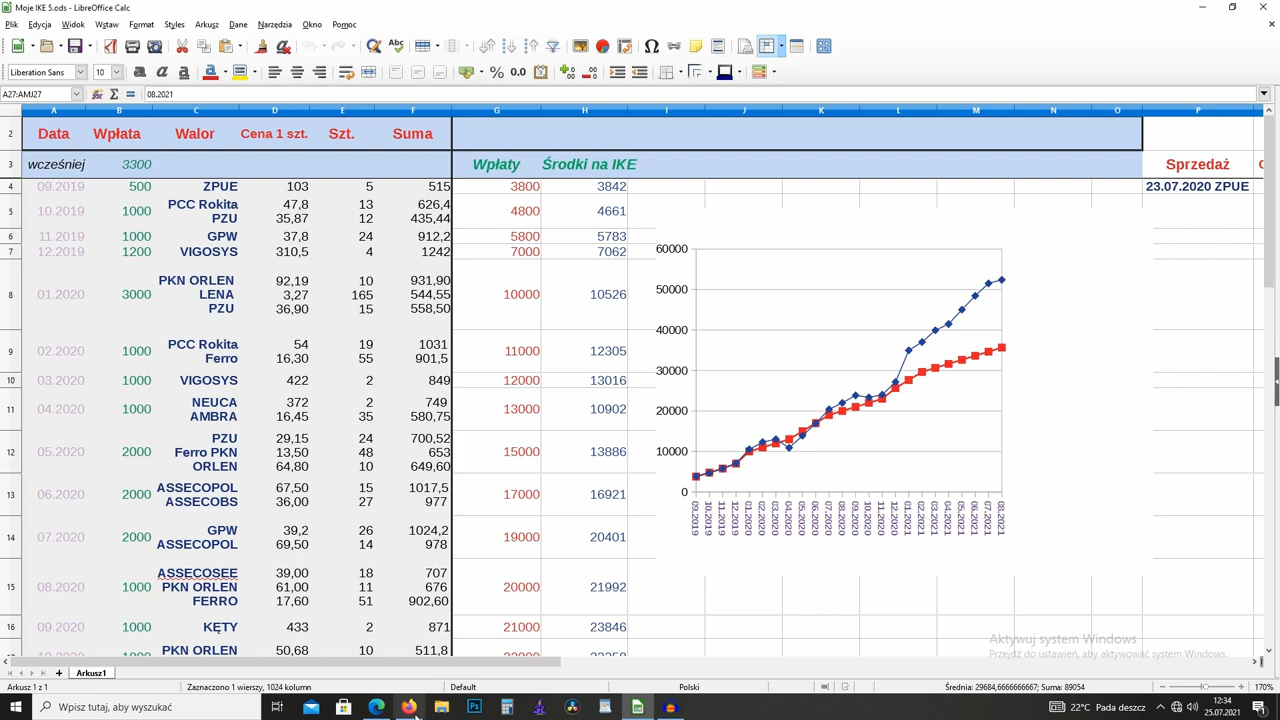 Moje IKE 5.ods - LibreOffice Calc
Plik Edycja Widok Wstaw Format Styles Arkusz Dane Narzędzia Okno Pomoc
Liberation Sans 10
A27:AMJ27 08.2021
A B C D E F G H I J K L M N O P
2 Data Wpłata Walor Cena 1 szt. Szt. Suma
3 wcześniej 3300 Wpłaty Środki na IKE Sprzedaż
4 09.2019 500 ZPUE 103 5 515 3800 3842 23.07.2020 ZPUE
5 10.2019 1000 PCC Rokita 47,8 13 626,4 4800 4661
PZU 35,87 12 435,44
6 11.2019 1000 GPW 37,8 24 912,2 5800 5783
7 12.2019 1200 VIGOSYS 310,5 4 1242 7000 7062
8 01.2020 3000 PKN ORLEN 92,19 10 931,90 10000 10526
LENA 3,27 165 544,55
PZU 36,90 15 558,50
9 02.2020 1000 PCC Rokita 54 19 1031 11000 12305
Ferro 16,30 55 901,5
10 03.2020 1000 VIGOSYS 422 2 849 12000 13016
11 04.2020 1000 NEUCA 372 2 749 13000 10902
AMBRA 16,45 35 580,75
12 05.2020 2000 PZU 29,15 24 700,52 15000 13886
Ferro PKN 13,50 48 653
ORLEN 64,80 10 649,60
13 06.2020 2000 ASSECOPOL 67,50 15 1017,5 17000 16921
ASSECOBS 36,00 27 977
14 07.2020 2000 GPW 39,2 26 1024,2 19000 20401
ASSECOPOL 69,50 14 978
15 08.2020 1000 ASSECOSEE 39,00 18 707 20000 21992
PKN ORLEN 61,00 11 676
FERRO 17,60 51 902,60
16 09.2020 1000 KĘTY 433 2 871 21000 23846
PKN ORLEN 50,68 10 511,8
60000
50000
40000
30000
20000
10000
0
09.2019 10.2019 11.2019 12.2019 01.2020 02.2020 03.2020 04.2020 05.2020 06.2020 07.2020 08.2020 09.2020 10.2020 11.2020 12.2020 01.2021 02.2021 03.2021 04.2021 05.2021 06.2021 07.2021 08.2021
Aktywuj system Windows
Przejdź do ustawień, aby aktywować system Windows.
Arkusz1
Arkusz 1 z 1 Zaznaczono 1 wierszy, 1024 kolumn Default Polski Średnia: 29684,6666666667; Suma: 89054 170%
Wpisz tutaj, aby wyszukać 22°C Pada deszcz 12:34
25.07.2021